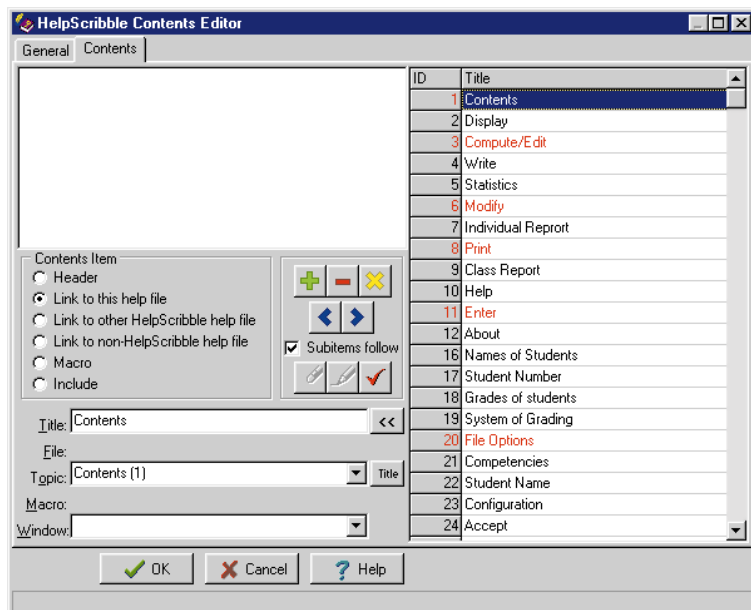 HelpScribble Contents Editor
General Contents
ID Title
1 Contents
2 Display
3 Compute/Edit
4 Write
5 Statistics
6 Modify
7 Individual Reprort
8 Print
9 Class Report
10 Help
11 Enter
12 About
16 Names of Students
17 Student Number
18 Grades of students
19 System of Grading
20 File Options
21 Competencies
22 Student Name
23 Configuration
24 Accept
Contents Item
Header
Link to this help file
Link to other HelpScribble help file
Link to non-HelpScribble help file
Macro
Include
Subitems follow
Title: Contents <<
File:
Topic: Contents (1) Title
Macro:
Window:
OK Cancel Help